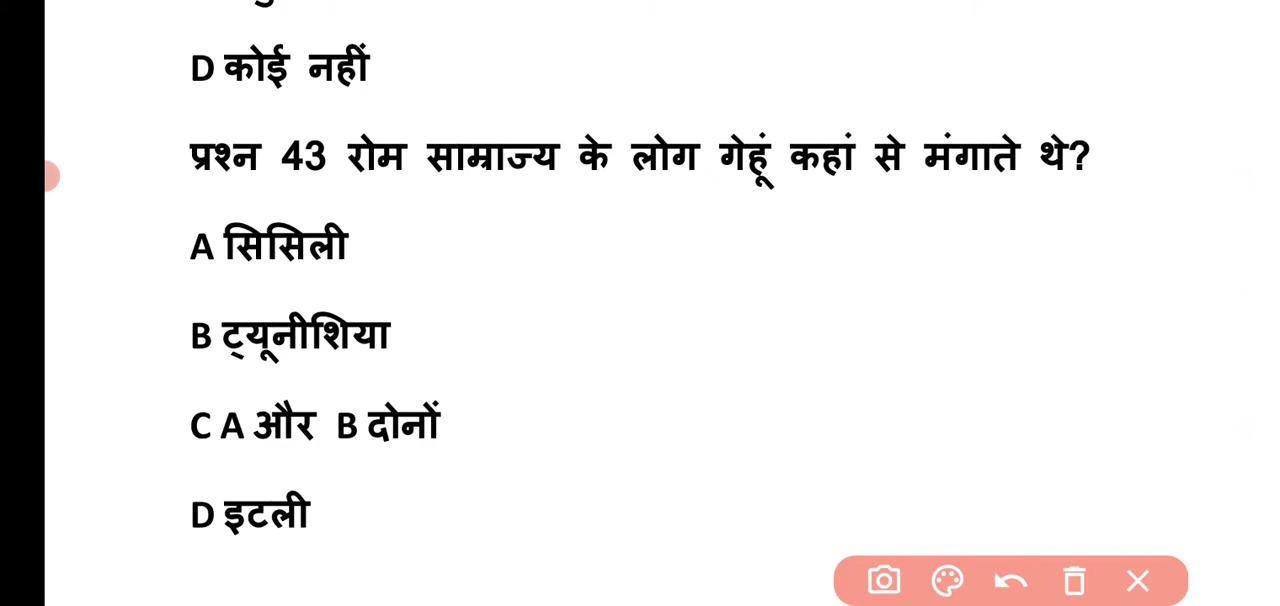 D कोई नहीं
प्रश्न 43 रोम साम्राज्य के लोग गेहूं कहां से मंगाते थे?
A सिसिली
B ट्यूनीशिया
C A और B दोनों
D इटली